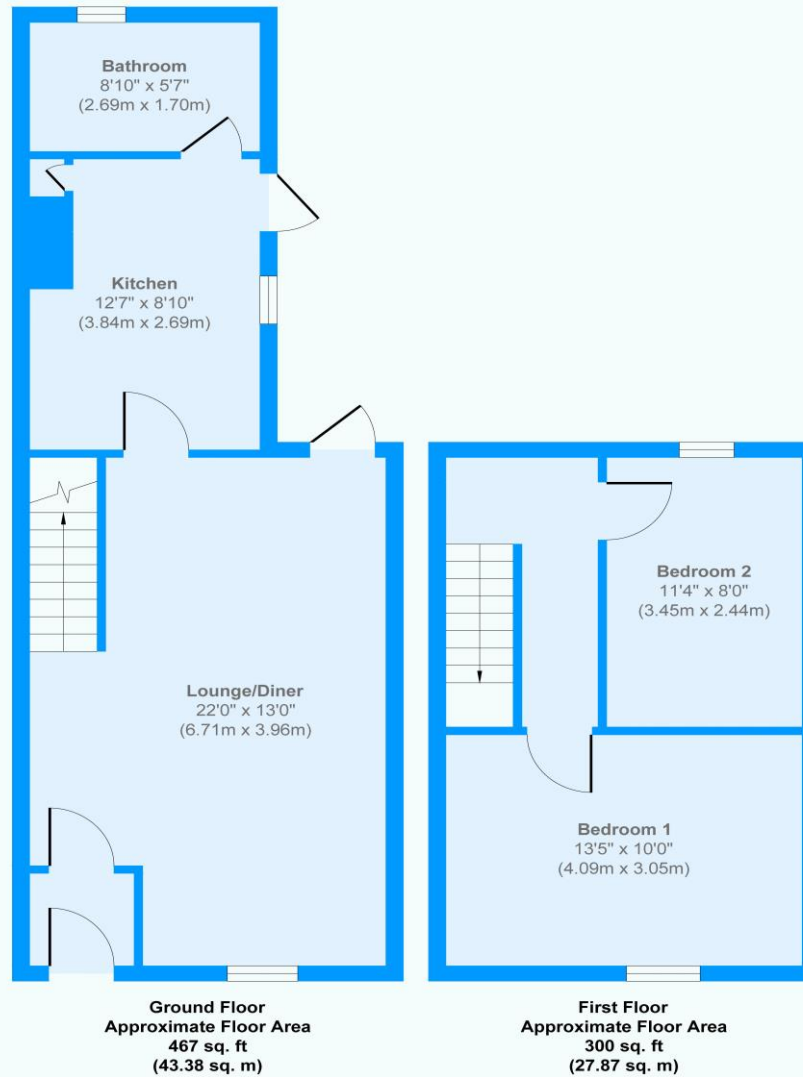 Bathroom
8'10" x 5'7"
(2.69m x 1.70m)
Kitchen
12'7" x 8'10"
(3.84m x 2.69m)
Lounge/Diner
22'0" x 13'0"
(6.71m x 3.96m)
Ground Floor
Approximate Floor Area
467 sq. ft
(43.38 sq. m)
Bedroom 2
11'4" x 8'0"
(3.45m x 2.44m)
Bedroom 1
13'5" x 10'0"
(4.09m x 3.05m)
First Floor
Approximate Floor Area
300 sq. ft
(27.87 sq. m)